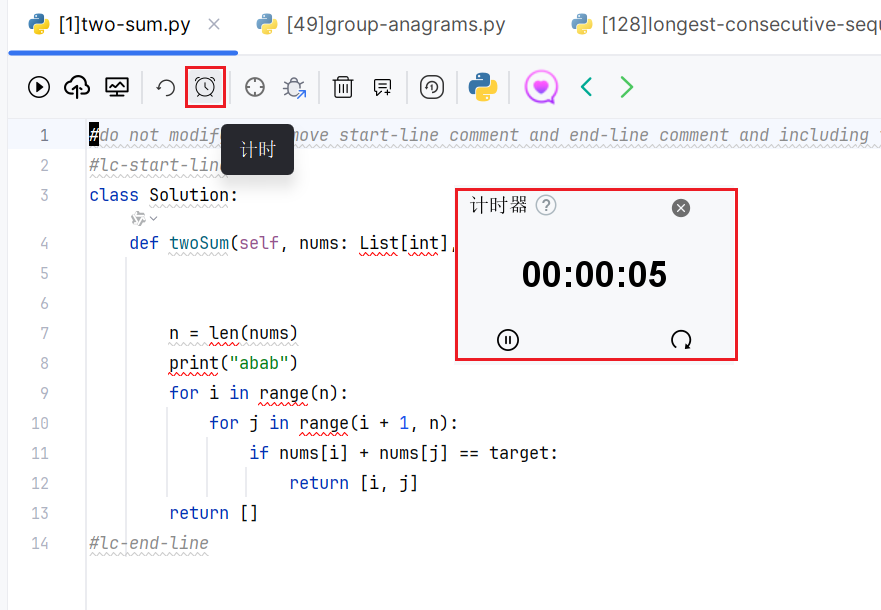 [1]two-sum.py
[49]group-anagrams.py
[128]longest-consecutive-sequ
计时
1 #do not modif move start-line comment and end-line comment and including
2 #lc-start-lin
3 class Solution:
计时器
4 def twoSum(self, nums: List[int],
00:00:05
5
6
7 n = len(nums)
8 print("abab")
9 for i in range(n):
10 for j in range(i + 1, n):
11 if nums[i] + nums[j] == target:
12 return [i, j]
13 return []
14 #lc-end-line